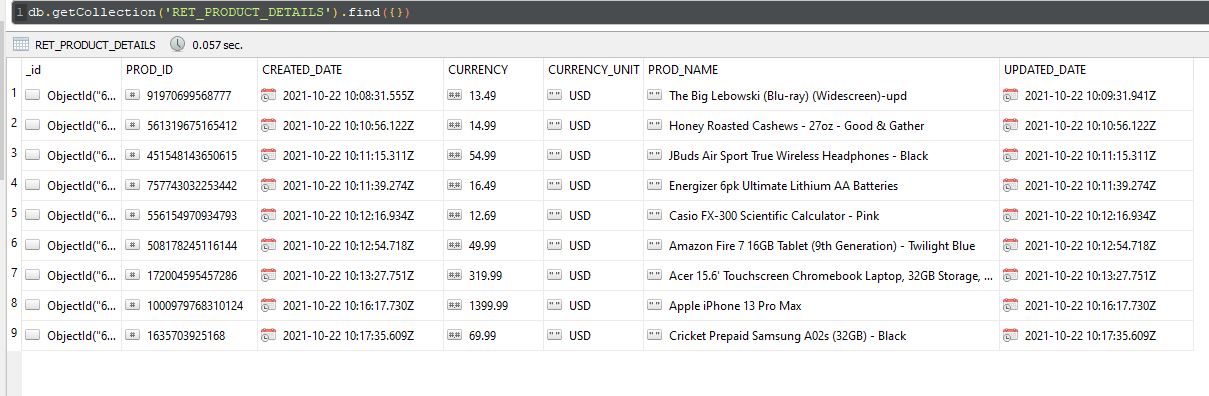 1 db.getCollection('RET_PRODUCT_DETAILS').find({})
RET_PRODUCT_DETAILS 0.057 sec.
_id PROD_ID CREATED_DATE CURRENCY CURRENCY_UNIT PROD_NAME UPDATED_DATE
1 ObjectId("6... # 91970699568777 2021-10-22 10:08:31.555Z #.# 13.49 " " USD " " The Big Lebowski (Blu-ray) (Widescreen)-upd 2021-10-22 10:09:31.941Z
2 ObjectId("6... # 561319675165412 2021-10-22 10:10:56.122Z #.# 14.99 " " USD " " Honey Roasted Cashews - 27oz - Good & Gather 2021-10-22 10:10:56.122Z
3 ObjectId("6... # 451548143650615 2021-10-22 10:11:15.311Z #.# 54.99 " " USD " " JBuds Air Sport True Wireless Headphones - Black 2021-10-22 10:11:15.311Z
4 ObjectId("6... # 757743032253442 2021-10-22 10:11:39.274Z #.# 16.49 " " USD " " Energizer 6pk Ultimate Lithium AA Batteries 2021-10-22 10:11:39.274Z
5 ObjectId("6... # 556154970934793 2021-10-22 10:12:16.934Z #.# 12.69 " " USD " " Casio FX-300 Scientific Calculator - Pink 2021-10-22 10:12:16.934Z
6 ObjectId("6... # 508178245116144 2021-10-22 10:12:54.718Z #.# 49.99 " " USD " " Amazon Fire 7 16GB Tablet (9th Generation) - Twilight Blue 2021-10-22 10:12:54.718Z
7 ObjectId("6... # 172004595457286 2021-10-22 10:13:27.751Z #.# 319.99 " " USD " " Acer 15.6' Touchscreen Chromebook Laptop, 32GB Storage, ... 2021-10-22 10:13:27.751Z
8 ObjectId("6... # 1000979768310124 2021-10-22 10:16:17.730Z #.# 1399.99 " " USD " " Apple iPhone 13 Pro Max 2021-10-22 10:16:17.730Z
9 ObjectId("6... # 1635703925168 2021-10-22 10:17:35.609Z #.# 69.99 " " USD " " Cricket Prepaid Samsung A02s (32GB) - Black 2021-10-22 10:17:35.609Z